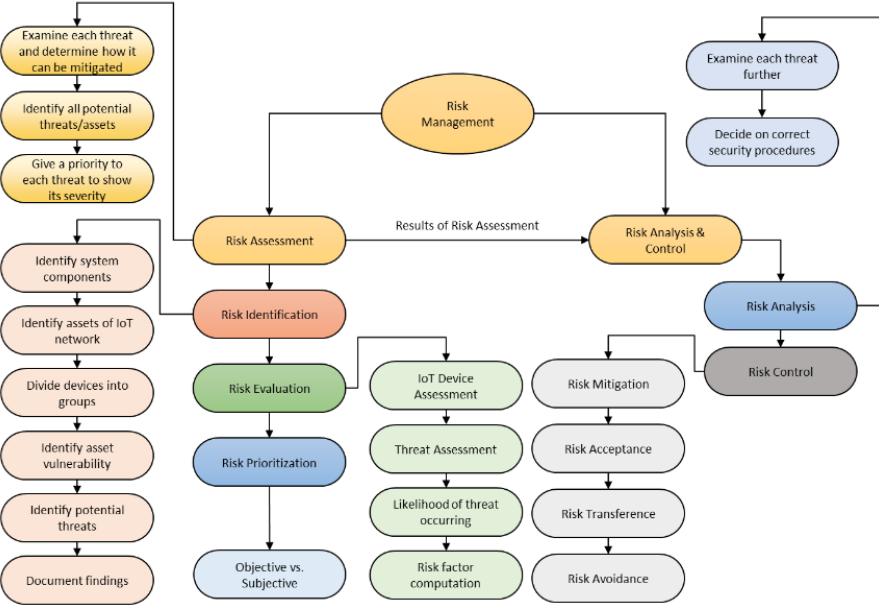 Examine each threat
and determine how it
can be mitigated
Identify all potential
threats/assets
Give a priority to
each threat to show
its severity
Risk
Management
Examine each threat
further
Decide on correct
security procedures
Risk Assessment
Results of Risk Assessment
Risk Analysis &
Control
Identify system
components
Identify assets of IoT
network
Divide devices into
groups
Identify asset
vulnerability
Identify potential
threats
Document findings
Risk Identification
Risk Evaluation
Risk Prioritization
Objective vs.
Subjective
IoT Device
Assessment
Threat Assessment
Likelihood of threat
occurring
Risk factor
computation
Risk Analysis
Risk Control
Risk Mitigation
Risk Acceptance
Risk Transference
Risk Avoidance